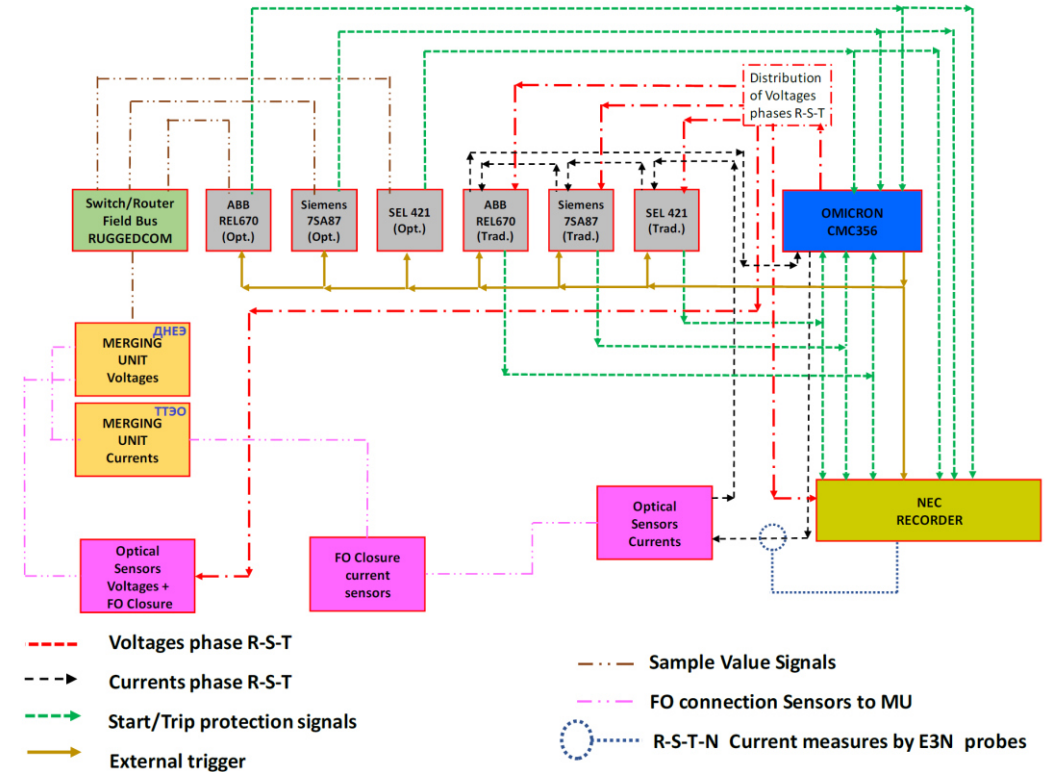 Distribution
of Voltages
phases R-S-T
Switch/Router
Field Bus
RUGGEDCOM
ABB
REL670
(Opt.)
Siemens
7SA87
(Opt.)
SEL 421
(Opt.)
ABB
REL670
(Trad.)
Siemens
7SA87
(Trad.)
SEL 421
(Trad.)
OMICRON
CMC356
ДНЕЭ
MERGING
UNIT
Voltages
ТТЭО
MERGING
UNIT
Currents
Optical
Sensors
Voltages +
FO Closure
FO Closure
current
sensors
Optical
Sensors
Currents
NEC
RECORDER
Voltages phase R-S-T
Currents phase R-S-T
Start/Trip protection signals
External trigger
Sample Value Signals
FO connection Sensors to MU
R-S-T-N Current measures by E3N probes